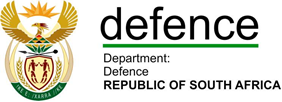 defence
Department:
Defence
REPUBLIC OF SOUTH AFRICA